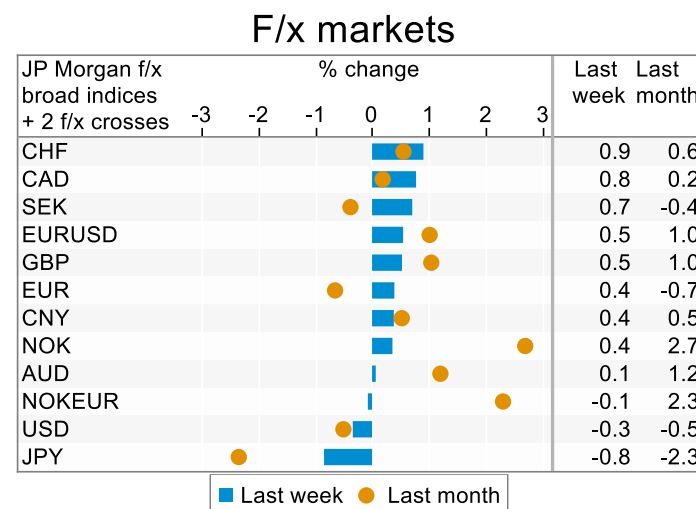 F/x markets
JP Morgan f/x % change Last Last
broad indices week month
+ 2 f/x crosses -3 -2 -1 0 1 2 3
CHF 0.9 0.6
CAD 0.8 0.2
SEK 0.7 -0.4
EURUSD 0.5 1.0
GBP 0.5 1.0
EUR 0.4 -0.7
CNY 0.4 0.5
NOK 0.4 2.7
AUD 0.1 1.2
NOKEUR -0.1 2.3
USD -0.3 -0.5
JPY -0.8 -2.3
Last week Last month